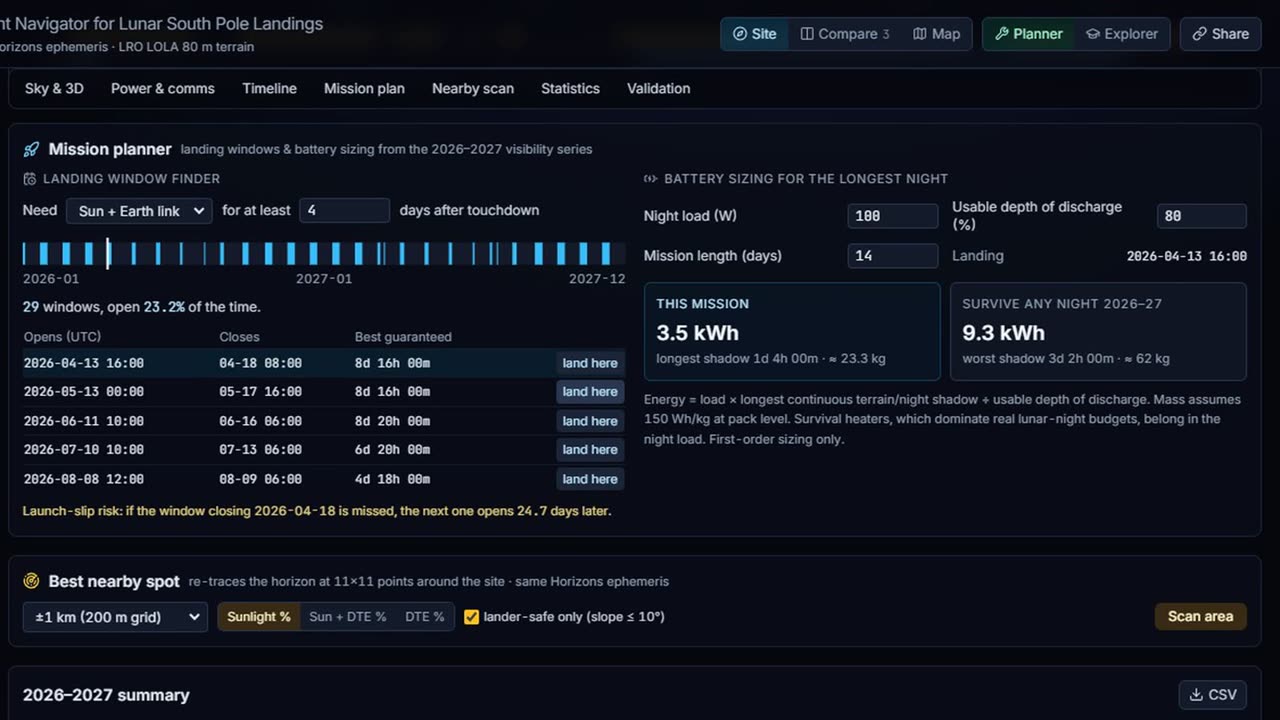 nt Navigator for Lunar South Pole Landings
orizons ephemeris · LRO LOLA 80 m terrain
Site Compare 3 Map Planner Explorer Share
Sky & 3D Power & comms Timeline Mission plan Nearby scan Statistics Validation
Mission planner landing windows & battery sizing from the 2026–2027 visibility series
LANDING WINDOW FINDER
Need Sun + Earth link for at least 4 days after touchdown
2026-01 2027-01 2027-12
29 windows, open 23.2% of the time.
Opens (UTC) Closes Best guaranteed
2026-04-13 16:00 04-18 08:00 8d 16h 00m land here
2026-05-13 00:00 05-17 16:00 8d 16h 00m land here
2026-06-11 10:00 06-16 06:00 8d 20h 00m land here
2026-07-10 10:00 07-13 06:00 6d 20h 00m land here
2026-08-08 12:00 08-09 06:00 4d 18h 00m land here
Launch-slip risk: if the window closing 2026-04-18 is missed, the next one opens 24.7 days later.
BATTERY SIZING FOR THE LONGEST NIGHT
Night load (W) 100 Usable depth of discharge (%) 80
Mission length (days) 14 Landing 2026-04-13 16:00
THIS MISSION
3.5 kWh
longest shadow 1d 4h 00m · ≈ 23.3 kg
SURVIVE ANY NIGHT 2026–27
9.3 kWh
worst shadow 3d 2h 00m · ≈ 62 kg
Energy = load × longest continuous terrain/night shadow ÷ usable depth of discharge. Mass assumes
150 Wh/kg at pack level. Survival heaters, which dominate real lunar-night budgets, belong in the
night load. First-order sizing only.
Best nearby spot re-traces the horizon at 11×11 points around the site · same Horizons ephemeris
±1 km (200 m grid) Sunlight % Sun + DTE % DTE % lander-safe only (slope ≤ 10°) Scan area
2026–2027 summary CSV